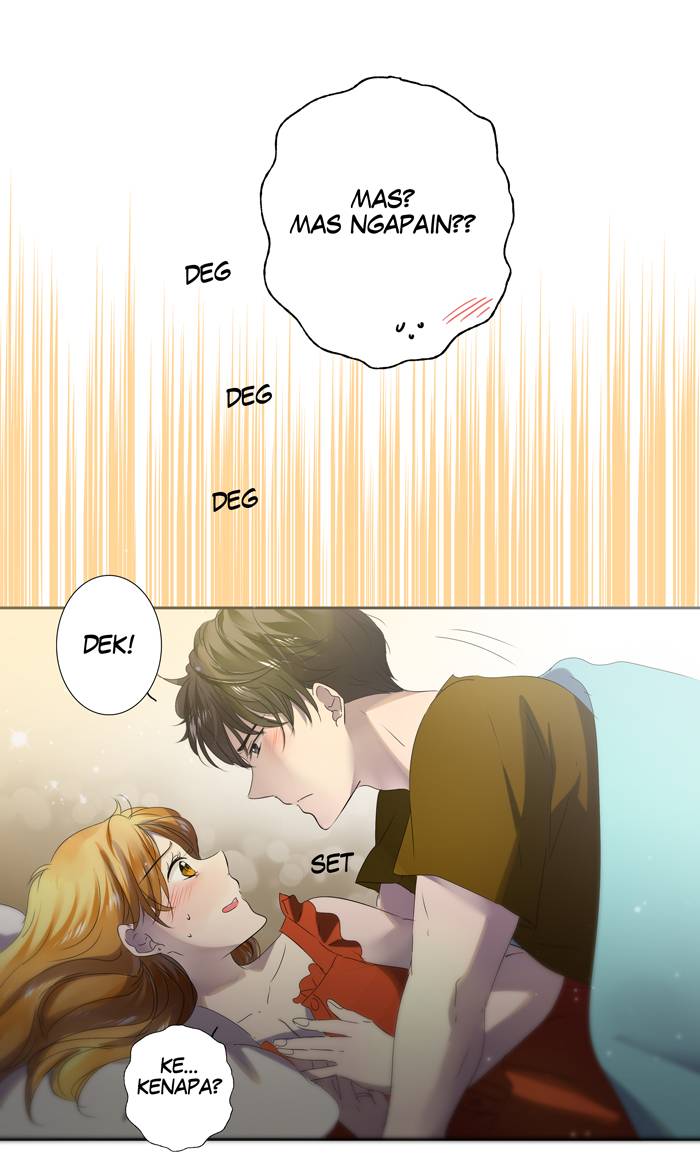 MAS?
MAS NGAPAIN??
DEG
DEG
DEG
DEK!
SET
KE...
KENAPA?